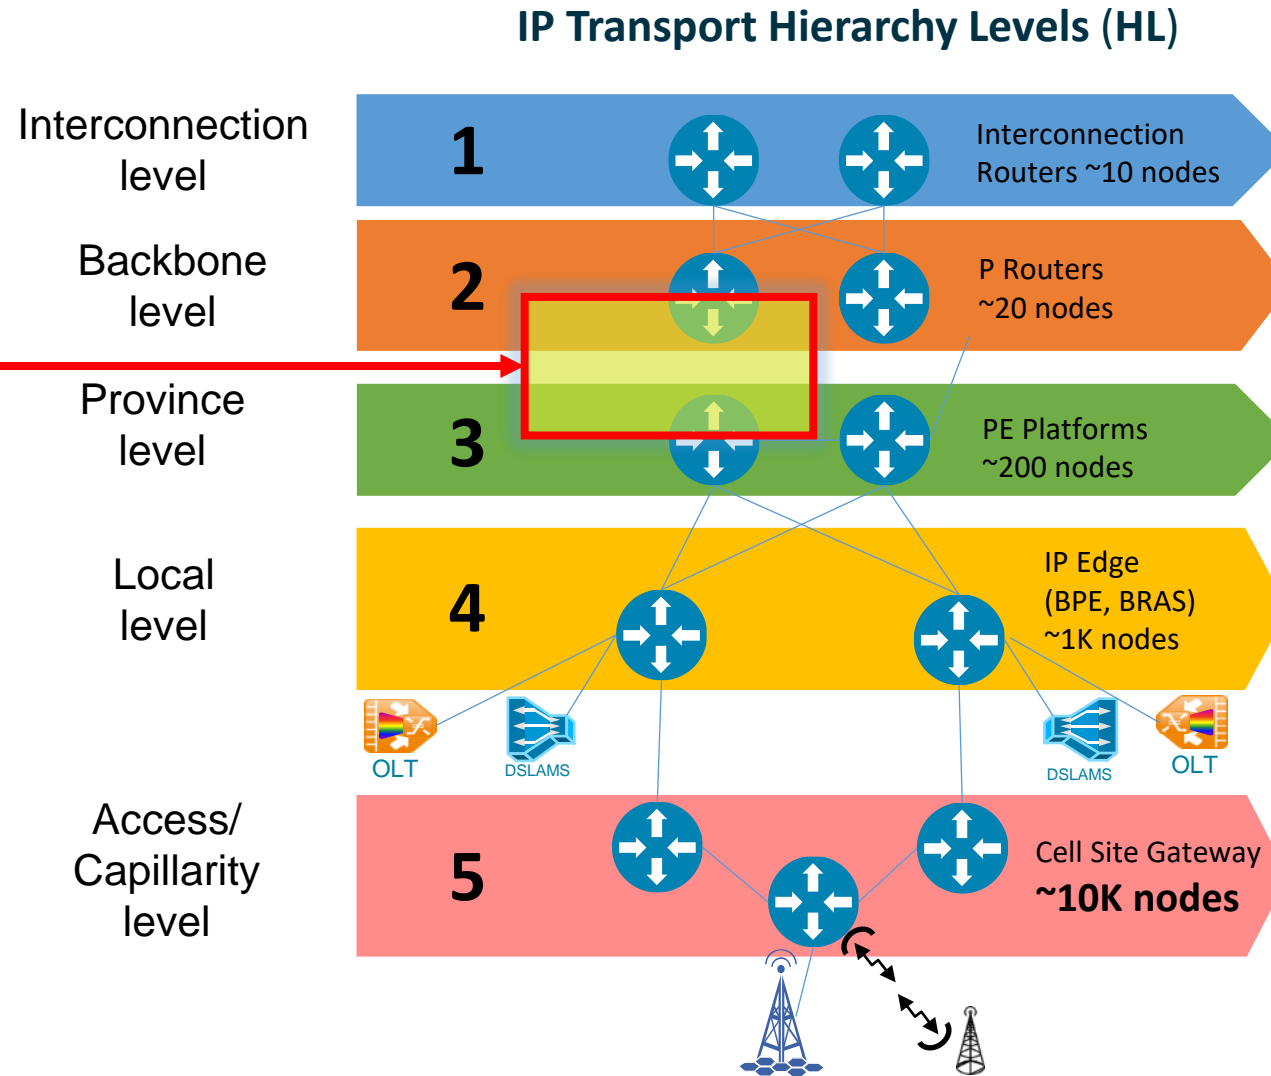 IP Transport Hierarchy Levels (HL)
Interconnection
level
1
Interconnection
Routers ~10 nodes
Backbone
level
2
P Routers
~20 nodes
Province
level
3
PE Platforms
~200 nodes
Local
level
4
IP Edge
(BPE, BRAS)
~1K nodes
OLT
DSLAMS
DSLAMS
OLT
Access/
Capillarity
level
5
Cell Site Gateway
~10K nodes